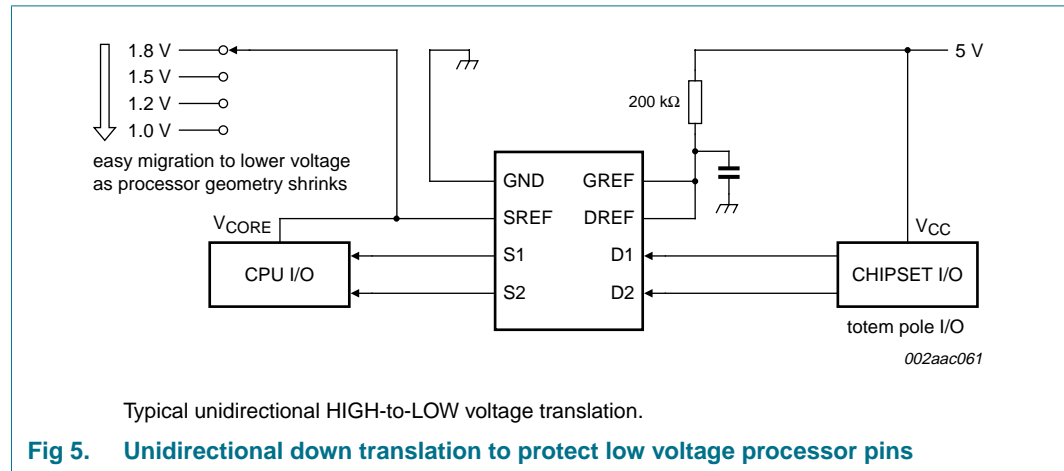 1.8 V
5 V
1.5 V
200 kΩ
1.2 V
1.0 V
easy migration to lower voltage
as processor geometry shrinks
GND GREF
SREF DREF
VCORE
VCC
S1 D1
CPU I/O
CHIPSET I/O
S2 D2
totem pole I/O
002aac061
Typical unidirectional HIGH-to-LOW voltage translation.
Fig 5. Unidirectional down translation to protect low voltage processor pins